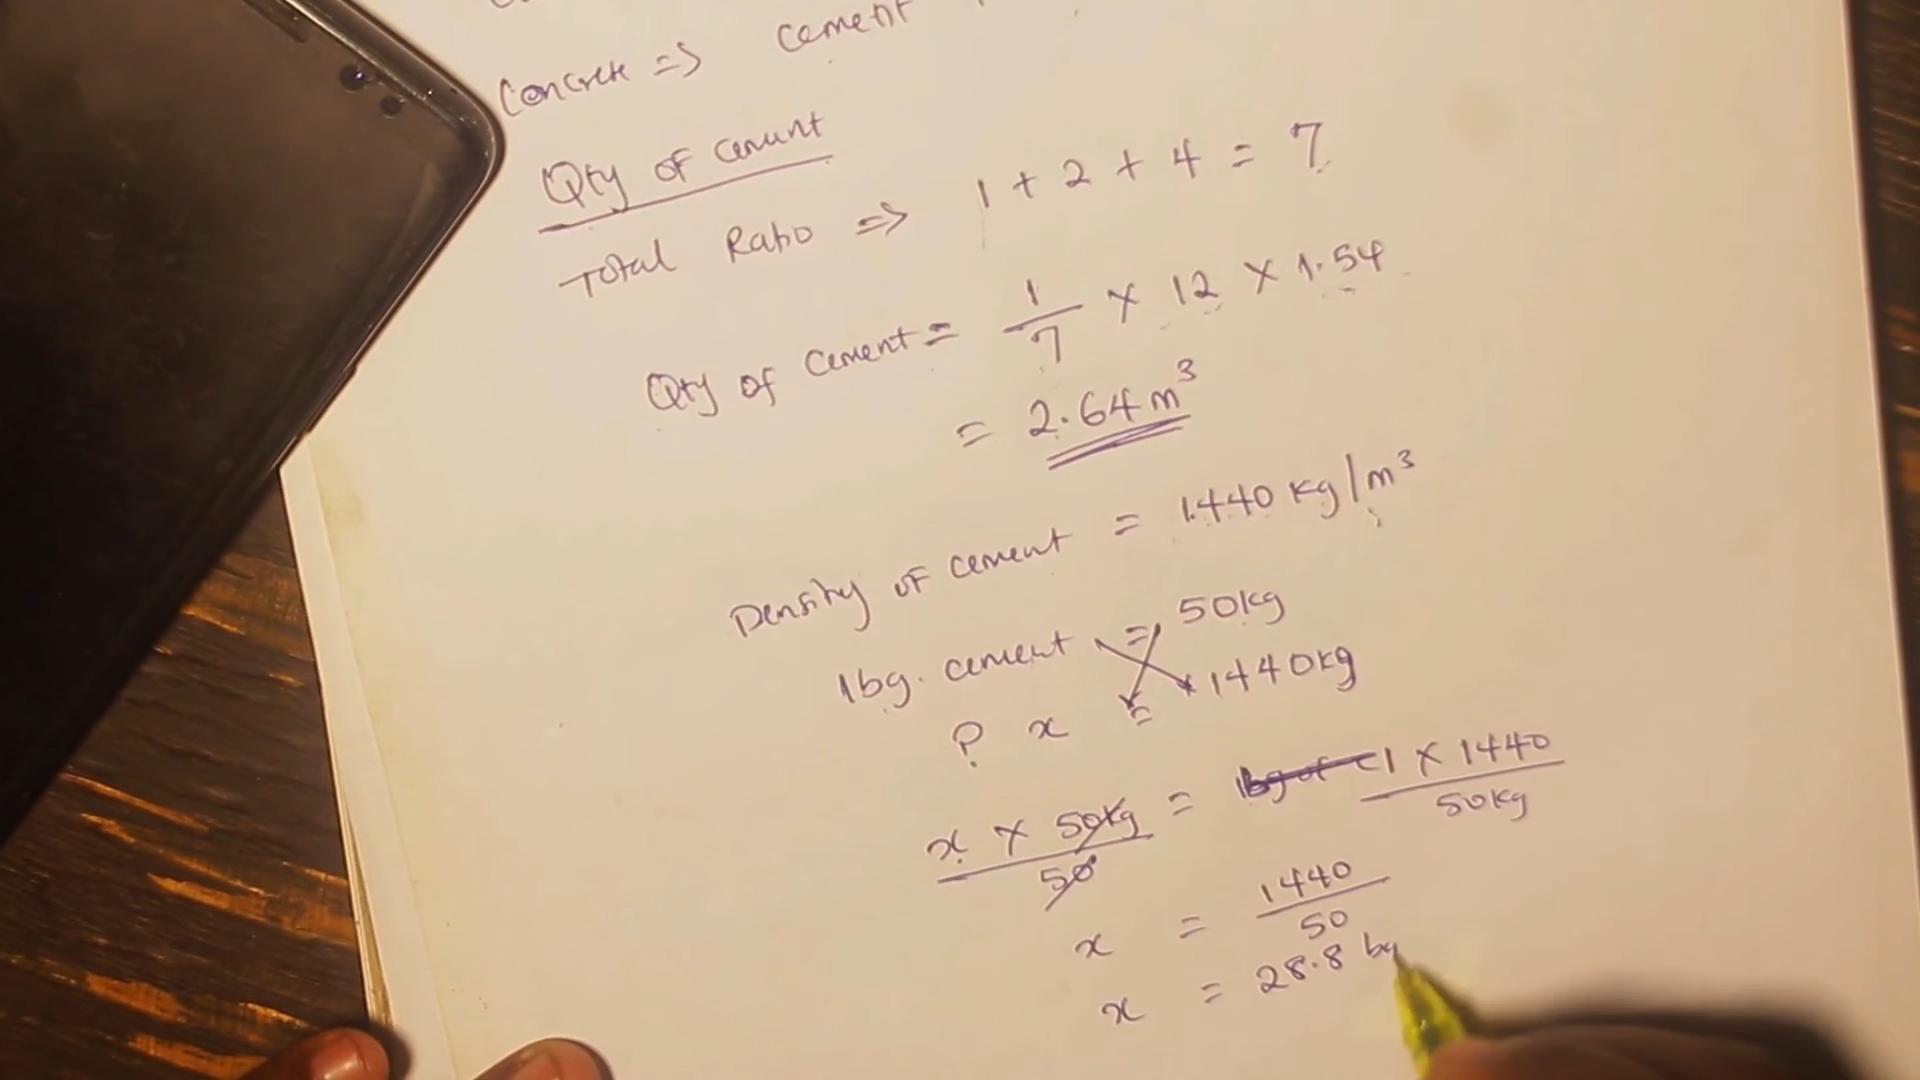 Concrete => Cement
Qty of cement
Total Ratio => 1 + 2 + 4 = 7
Qty of Cement = 1/7 × 12 × 1.54
= 2.64 m³
Density of cement = 1440 kg/m³
1bg. cement = 50kg
? x = 1440kg
x × 50kg / 50 = 1 × 1440 / 50kg
x = 1440 / 50
x = 28.8 bg